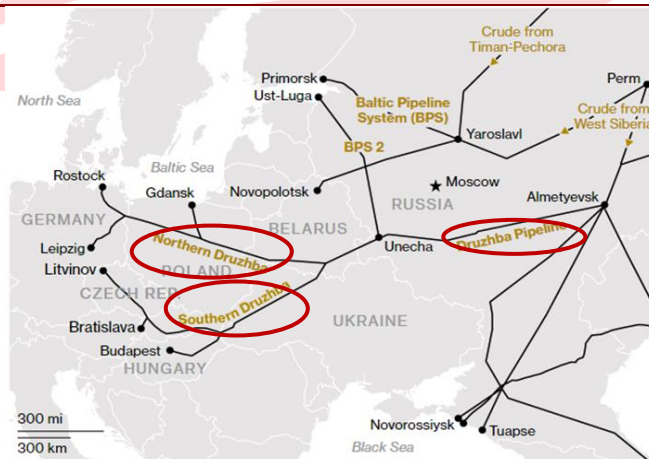 Crude from
Timan-Pechora
Primorsk
Perm
Ust-Luga
North Sea
Baltic Pipeline
System (BPS)
Crude from
West Siberia
Yaroslavl
BPS 2
Baltic Sea
Rostock
Gdansk
Novopolotsk
Moscow
Almetyevsk
RUSSIA
GERMANY
BELARUS
Unecha
Druzhba Pipeline
Northern Druzhba
Leipzig
POLAND
Litvinov
CZECH REP.
Southern Druzhba
Bratislava
UKRAINE
Budapest
HUNGARY
300 mi
300 km
Novorossiysk
Tuapse
Black Sea